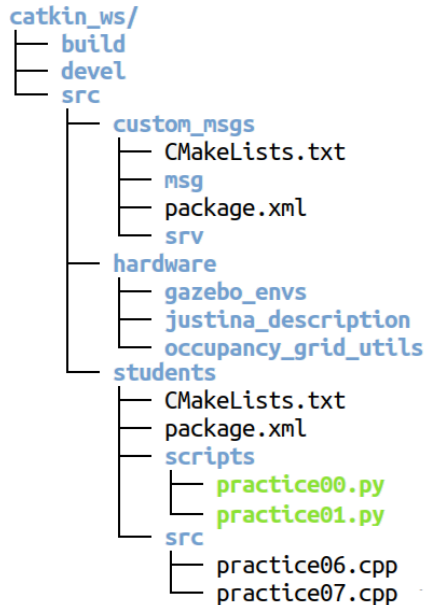 catkin_ws/
build
devel
src
custom_msgs
CMakeLists.txt
msg
package.xml
srv
hardware
gazebo_envs
justina_description
occupancy_grid_utils
students
CMakeLists.txt
package.xml
scripts
practice00.py
practice01.py
src
practice06.cpp
practice07.cpp